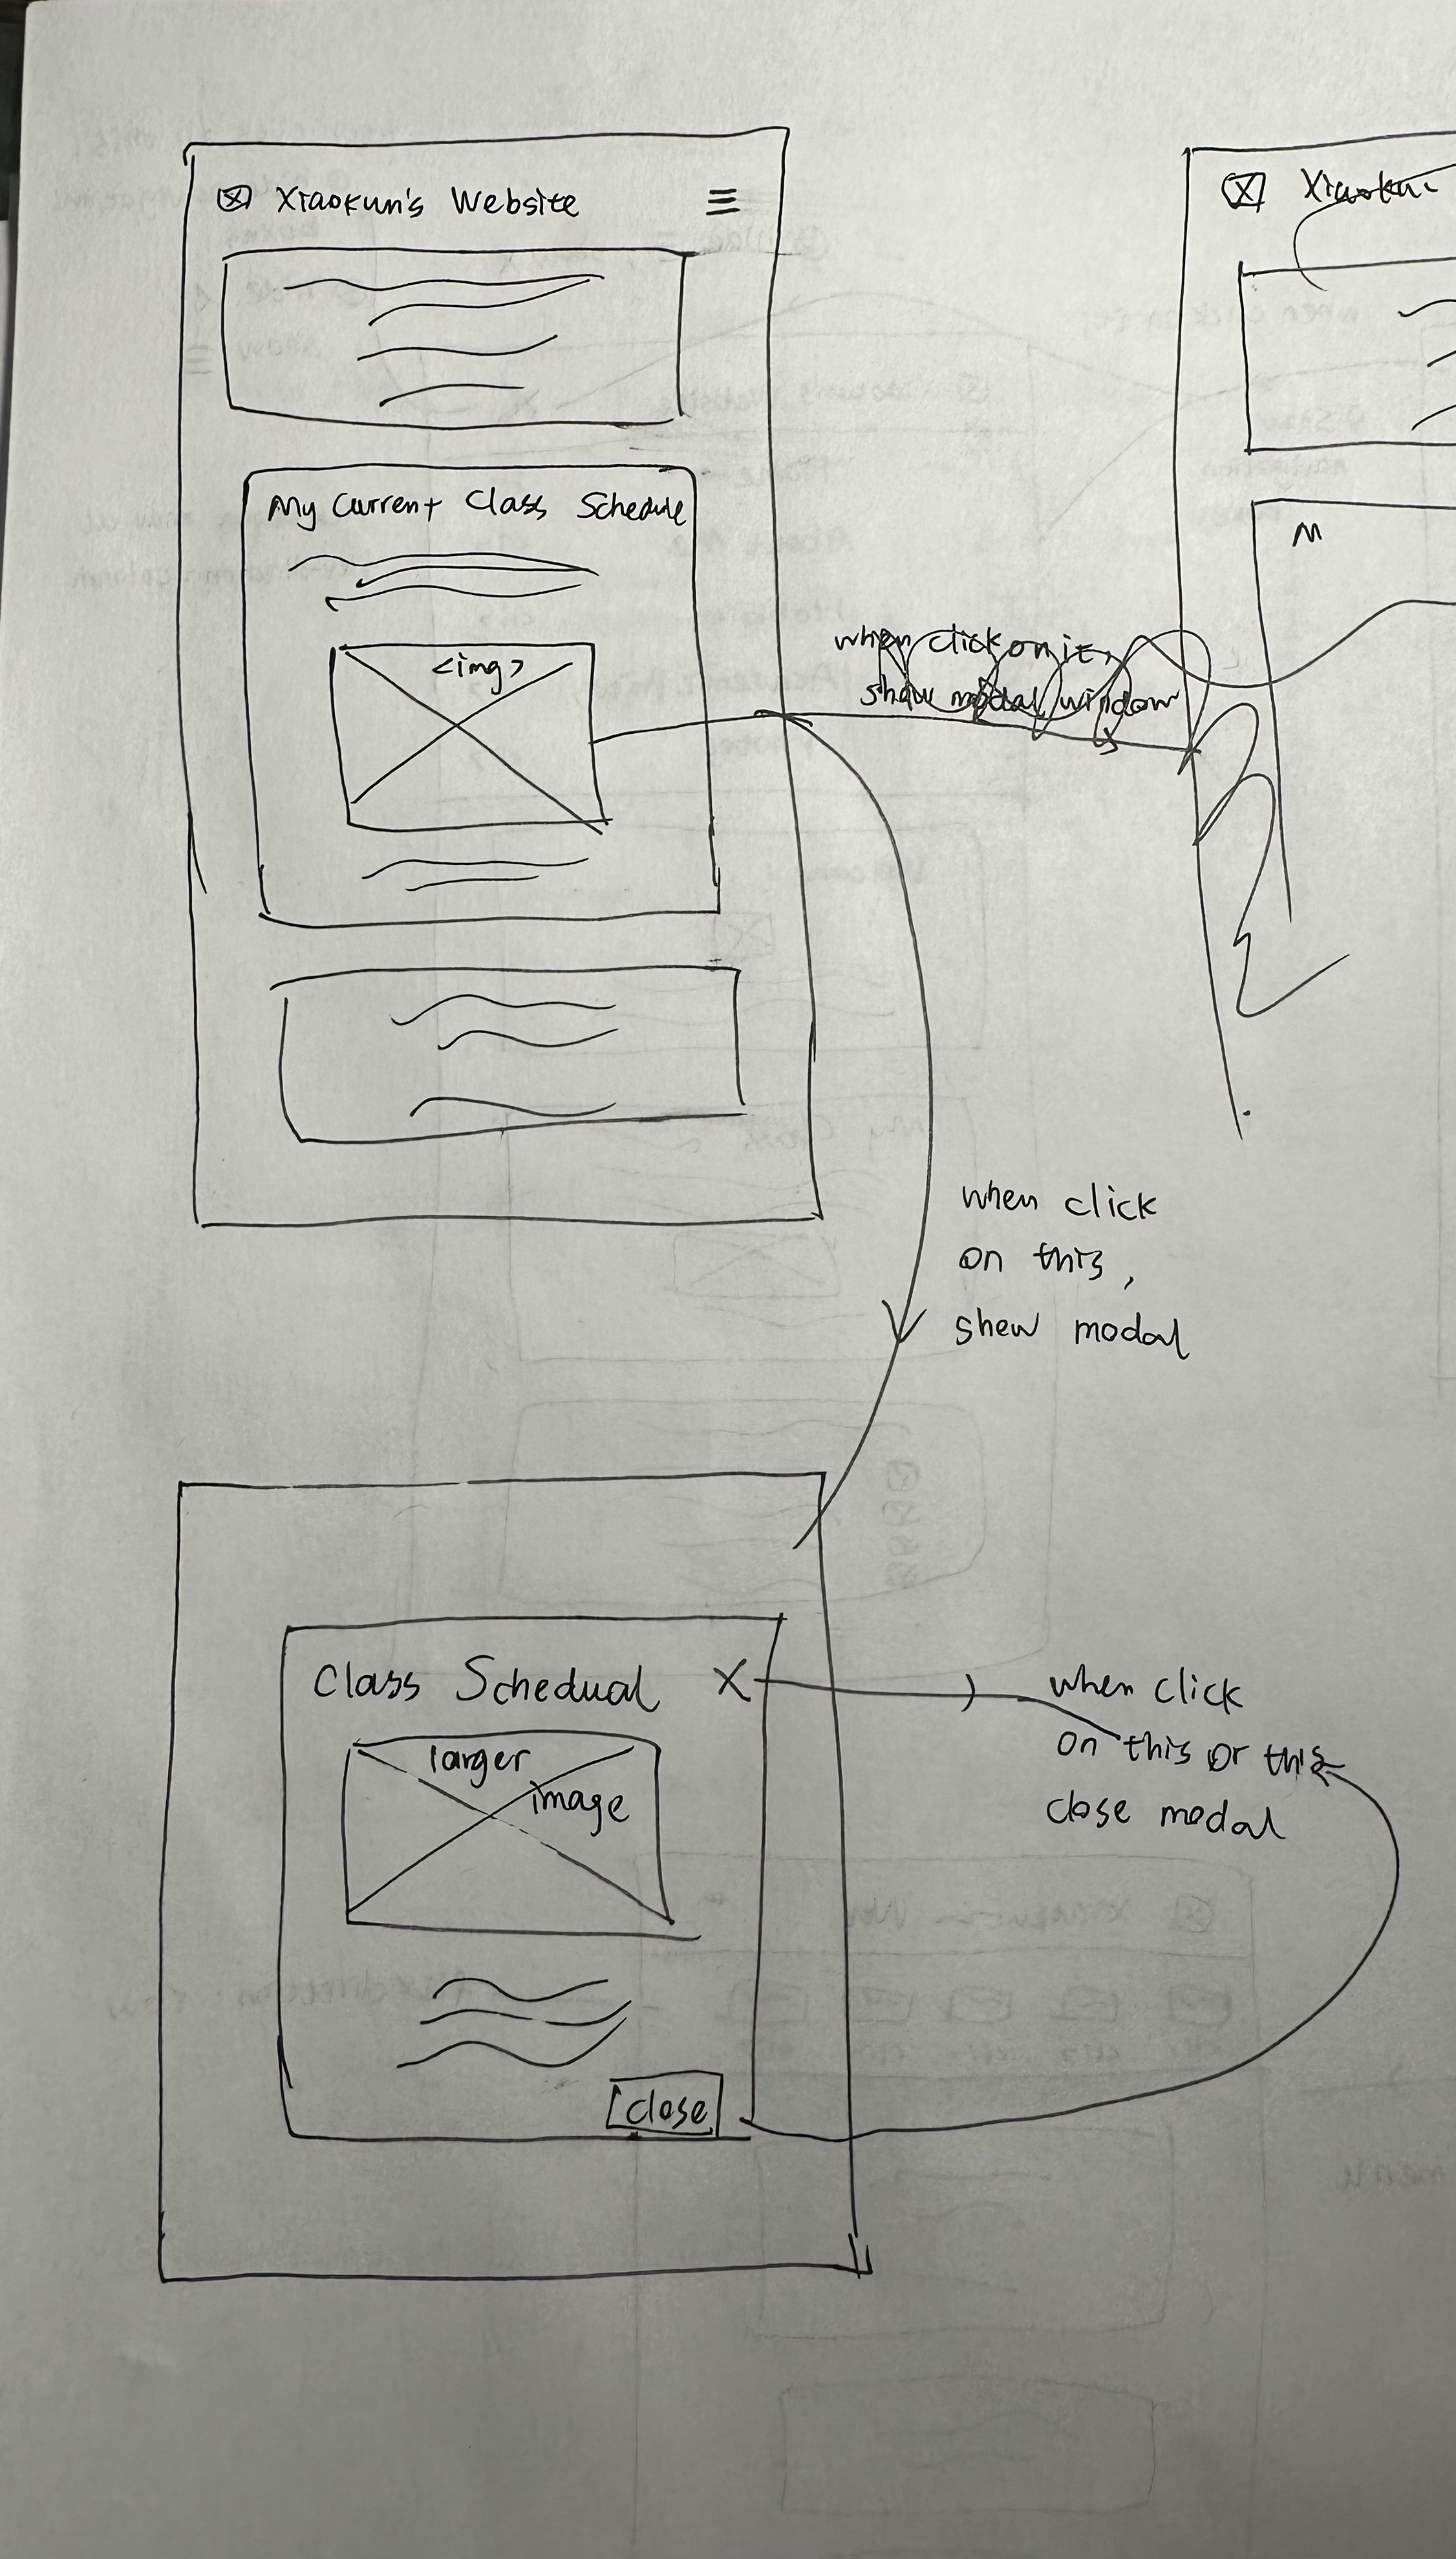 Xiaokun's Website
My Current Class Schedule
<img>
when click on it,
show modal window
M
when click
on this,
show modal
Class Schedual X
larger
image
when click
on this or this
close modal
close